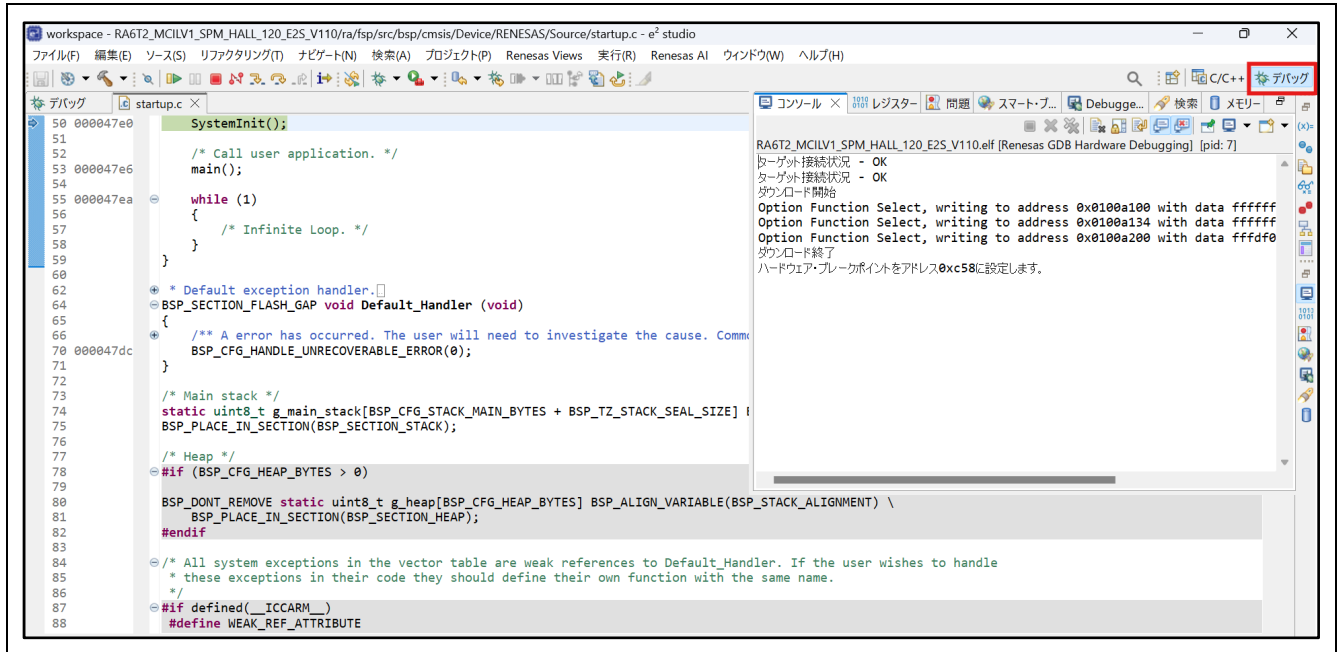 workspace - RA6T2_MCILV1_SPM_HALL_120_E2S_V110/ra/fsp/src/bsp/cmsis/Device/RENESAS/Source/startup.c - e² studio
ファイル(F) 編集(E) ソース(S) リファクタリング(T) ナビゲート(N) 検索(A) プロジェクト(P) Renesas Views 実行(R) Renesas AI ウィンドウ(W) ヘルプ(H)
C/C++ デバッグ
デバッグ startup.c
50 000047e0 SystemInit();
51
52 /* Call user application. */
53 000047e6 main();
54
55 000047ea while (1)
56 {
57 /* Infinite Loop. */
58 }
59 }
60
62 * Default exception handler.
64 BSP_SECTION_FLASH_GAP void Default_Handler (void)
65 {
66 /** A error has occurred. The user will need to investigate the cause. Commo
70 000047dc BSP_CFG_HANDLE_UNRECOVERABLE_ERROR(0);
71 }
72
73 /* Main stack */
74 static uint8_t g_main_stack[BSP_CFG_STACK_MAIN_BYTES + BSP_TZ_STACK_SEAL_SIZE]
75 BSP_PLACE_IN_SECTION(BSP_SECTION_STACK);
76
77 /* Heap */
78 #if (BSP_CFG_HEAP_BYTES > 0)
79
80 BSP_DONT_REMOVE static uint8_t g_heap[BSP_CFG_HEAP_BYTES] BSP_ALIGN_VARIABLE(BSP_STACK_ALIGNMENT) \
81 BSP_PLACE_IN_SECTION(BSP_SECTION_HEAP);
82 #endif
83
84 /* All system exceptions in the vector table are weak references to Default_Handler. If the user wishes to handle
85 * these exceptions in their code they should define their own function with the same name.
86 */
87 #if defined(__ICCARM__)
88 #define WEAK_REF_ATTRIBUTE
コンソール レジスター 問題 スマート・ブ... Debugge... 検索 メモリー
RA6T2_MCILV1_SPM_HALL_120_E2S_V110.elf [Renesas GDB Hardware Debugging] [pid: 7]
ターゲット接続状況 - OK
ターゲット接続状況 - OK
ダウンロード開始
Option Function Select, writing to address 0x0100a100 with data ffffff
Option Function Select, writing to address 0x0100a134 with data ffffff
Option Function Select, writing to address 0x0100a200 with data fffdf0
ダウンロード終了
ハードウェア・ブレークポイントをアドレス0xc58に設定します。